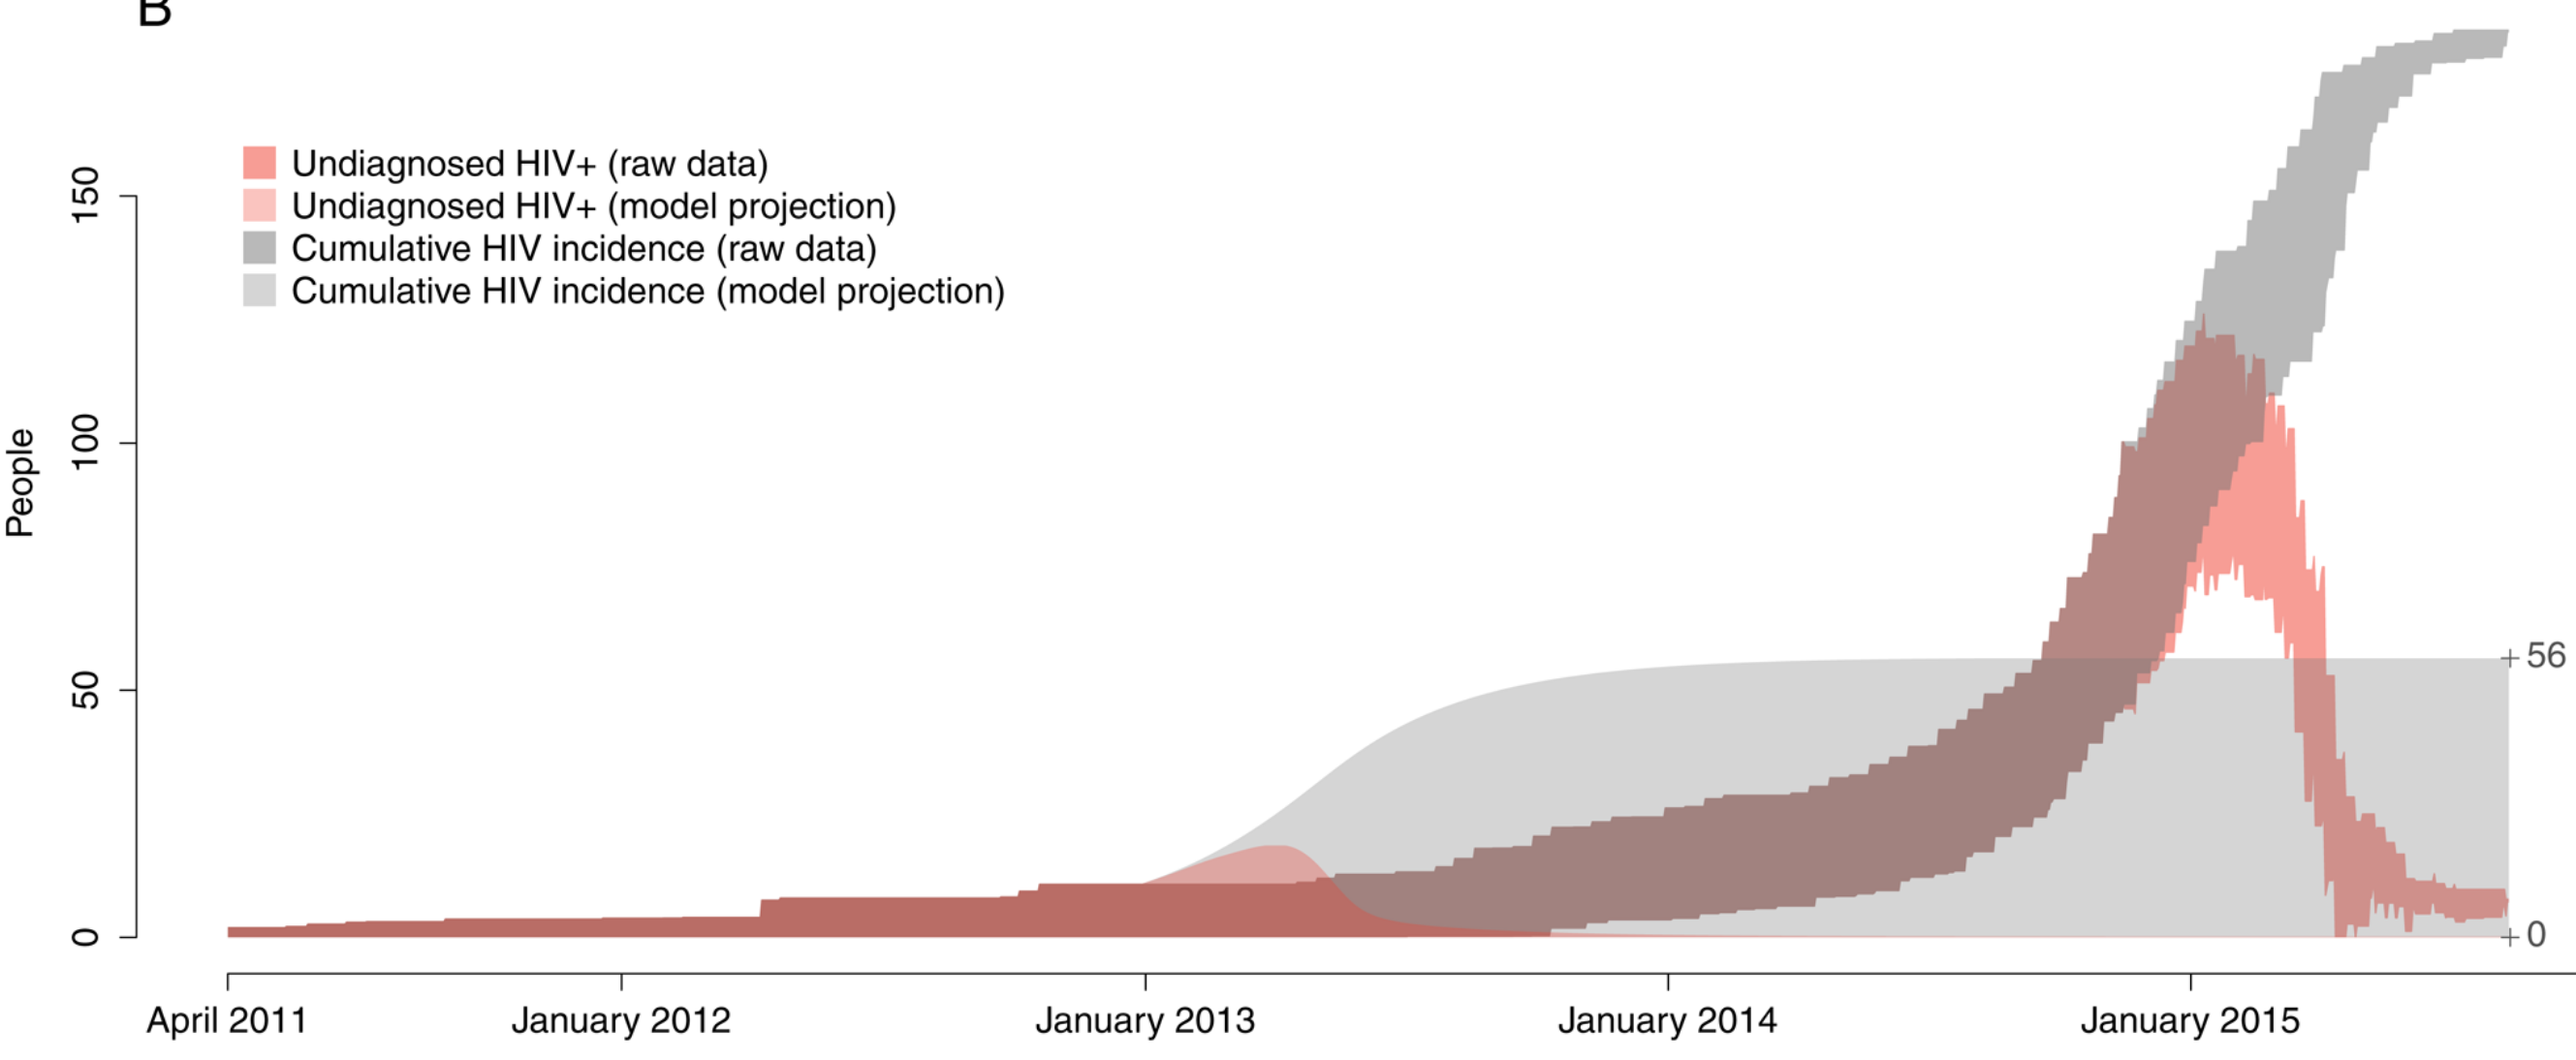 B
Undiagnosed HIV+ (raw data)
Undiagnosed HIV+ (model projection)
Cumulative HIV incidence (raw data)
Cumulative HIV incidence (model projection)
People
150
100
50
0
56
0
April 2011
January 2012
January 2013
January 2014
January 2015